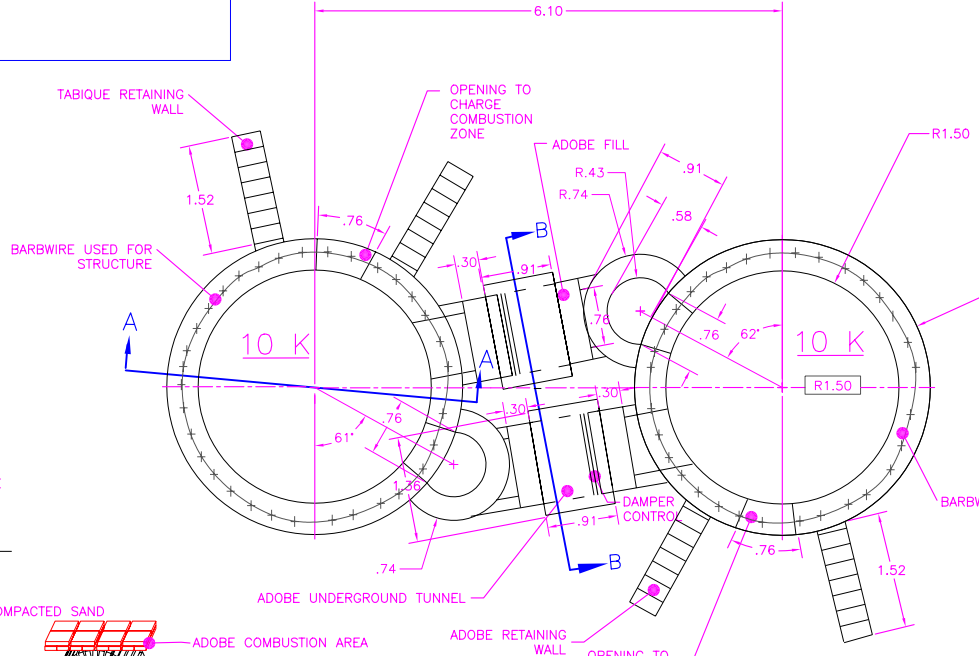 6.10
TABIQUE RETAINING
WALL
OPENING TO
CHARGE
COMBUSTION
ZONE
ADOBE FILL
R.43
R.74
.91
.58
R1.50
1.52
.76
BARBWIRE USED FOR
STRUCTURE
B
.30
.91
.76
.76
62°
A
10 K
A
10 K
R1.50
.30
.30
.76
61°
1.36
DAMPER
CONTROL
BARBW
.91
.74
B
.76
1.52
ADOBE UNDERGROUND TUNNEL
OMPACTED SAND
ADOBE COMBUSTION AREA
ADOBE RETAINING
WALL
OPENING TO